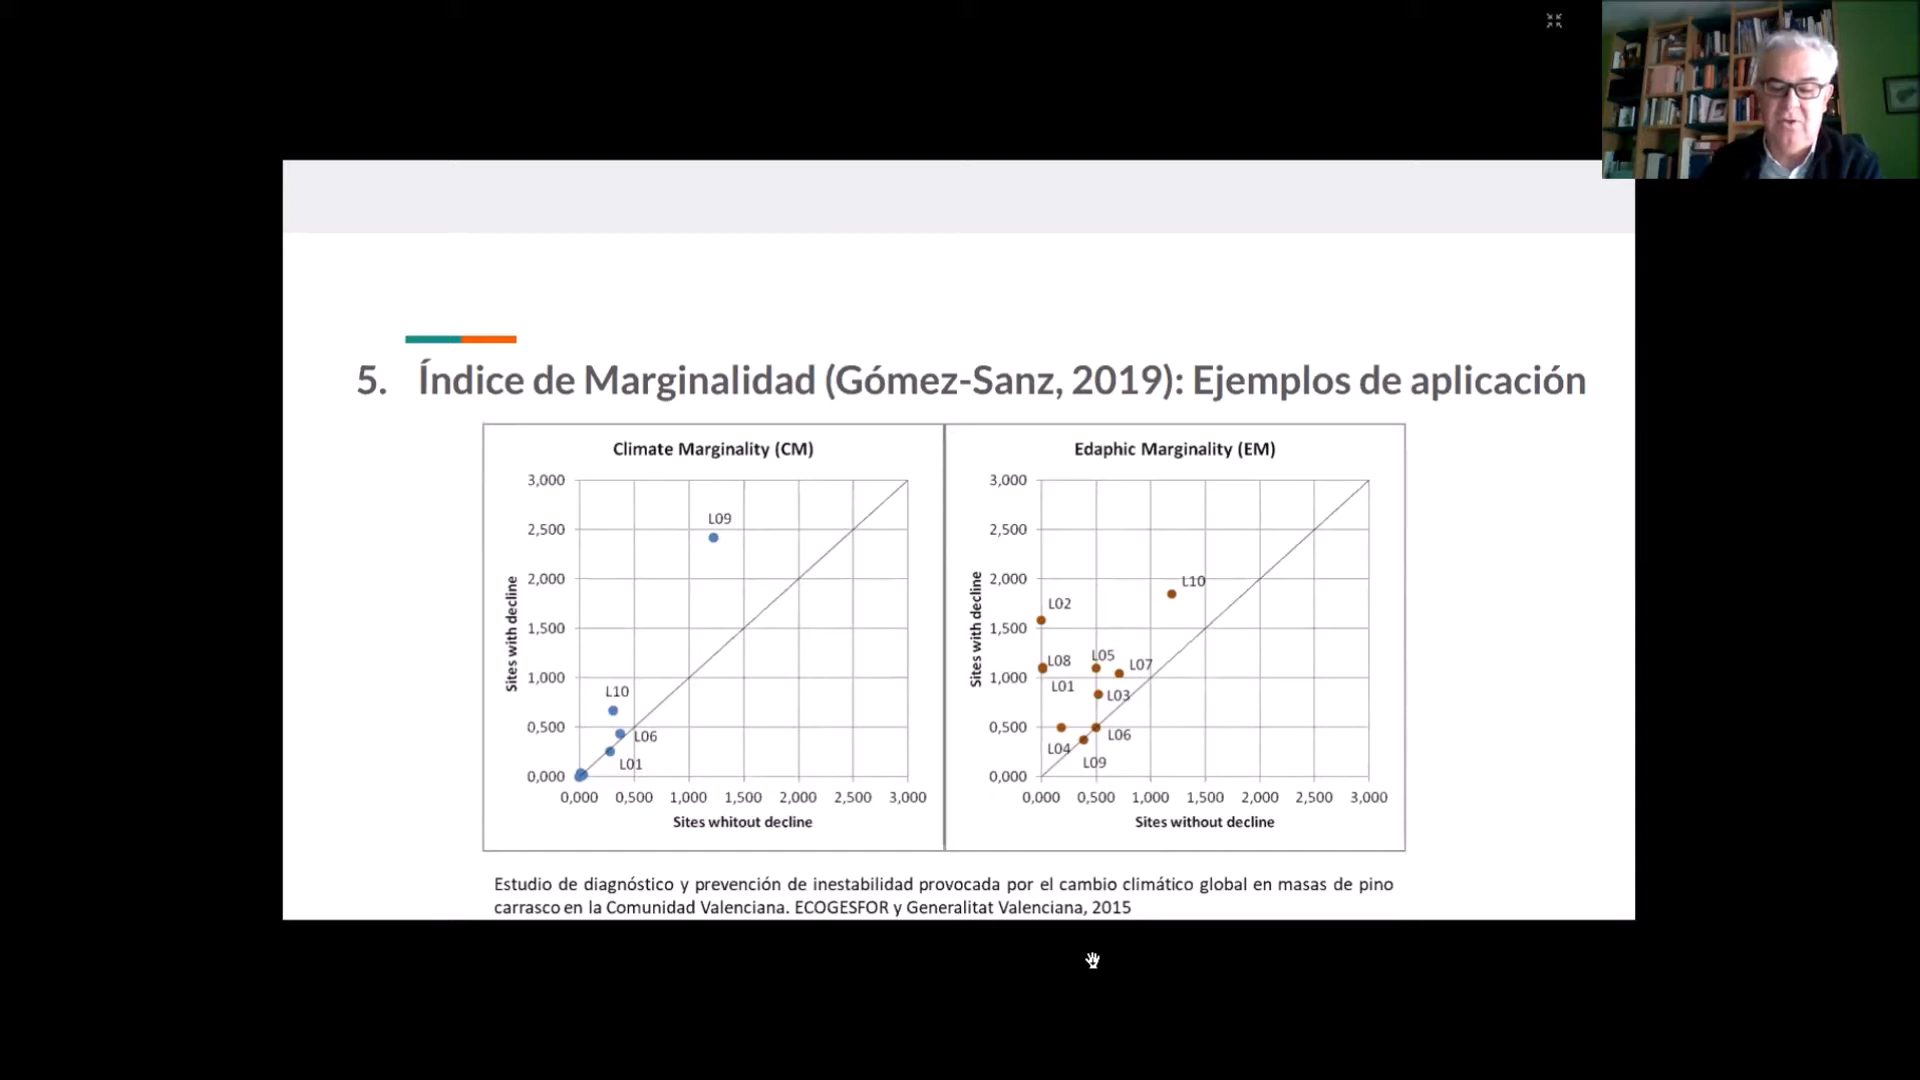 5. Índice de Marginalidad (Gómez-Sanz, 2019): Ejemplos de aplicación
Climate Marginality (CM)
3,000
2,500
2,000
1,500
1,000
0,500
0,000
Sites with decline
L09
L10
L06
L01
0,000 0,500 1,000 1,500 2,000 2,500 3,000
Sites whitout decline
Edaphic Marginality (EM)
3,000
2,500
2,000
1,500
1,000
0,500
0,000
Sites with decline
L10
L02
L08
L05
L07
L01
L03
L06
L04
L09
0,000 0,500 1,000 1,500 2,000 2,500 3,000
Sites without decline
Estudio de diagnóstico y prevención de inestabilidad provocada por el cambio climático global en masas de pino
carrasco en la Comunidad Valenciana. ECOGESFOR y Generalitat Valenciana, 2015